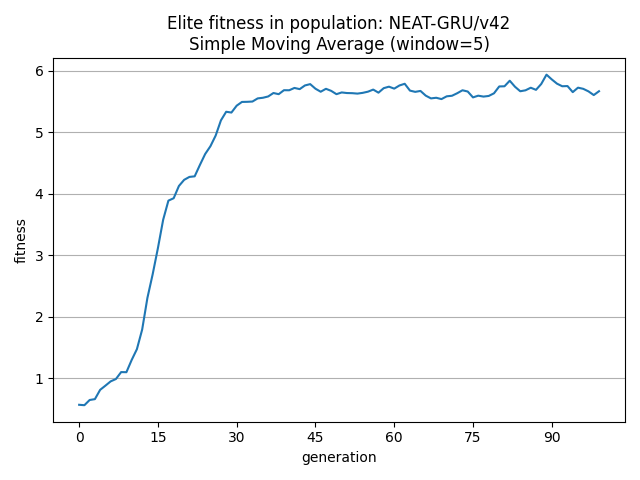 Elite fitness in population: NEAT-GRU/v42
Simple Moving Average (window=5)
6
5
4
3
2
1
fitness
0 15 30 45 60 75 90
generation